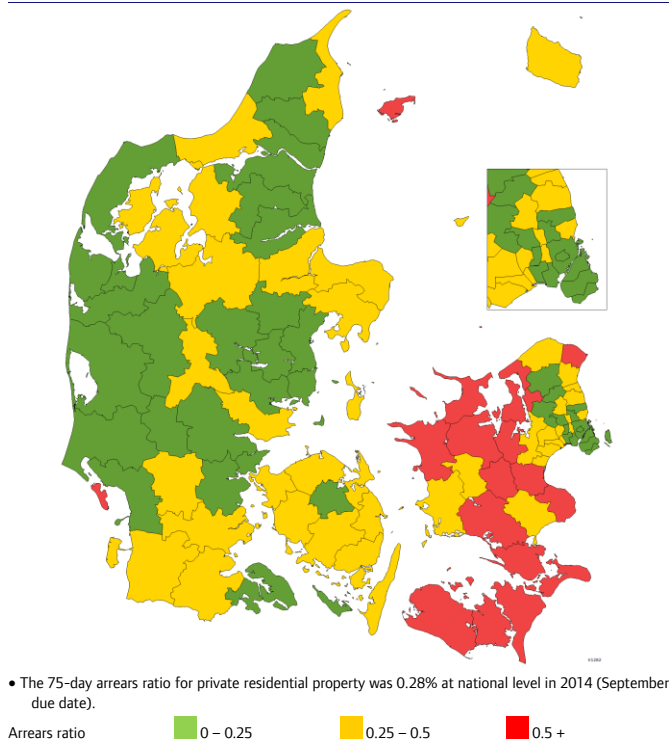 • The 75-day arrears ratio for private residential property was 0.28% at national level in 2014 (September
due date).
Arrears ratio 0 – 0.25 0.25 – 0.5 0.5 +